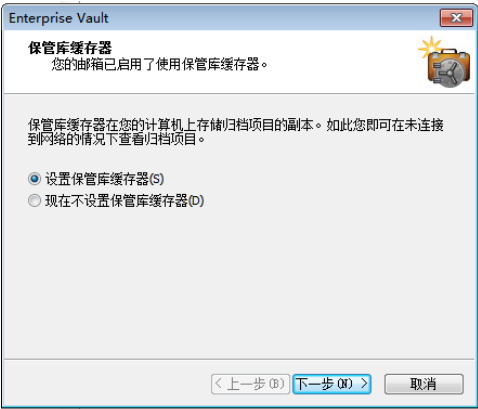 Enterprise Vault
保管库缓存器
您的邮箱已启用了使用保管库缓存器。
保管库缓存器在您的计算机上存储归档项目的副本。如此您即可在未连接
到网络的情况下查看归档项目。
设置保管库缓存器(S)
现在不设置保管库缓存器(D)
< 上一步(B) 下一步(N) > 取消